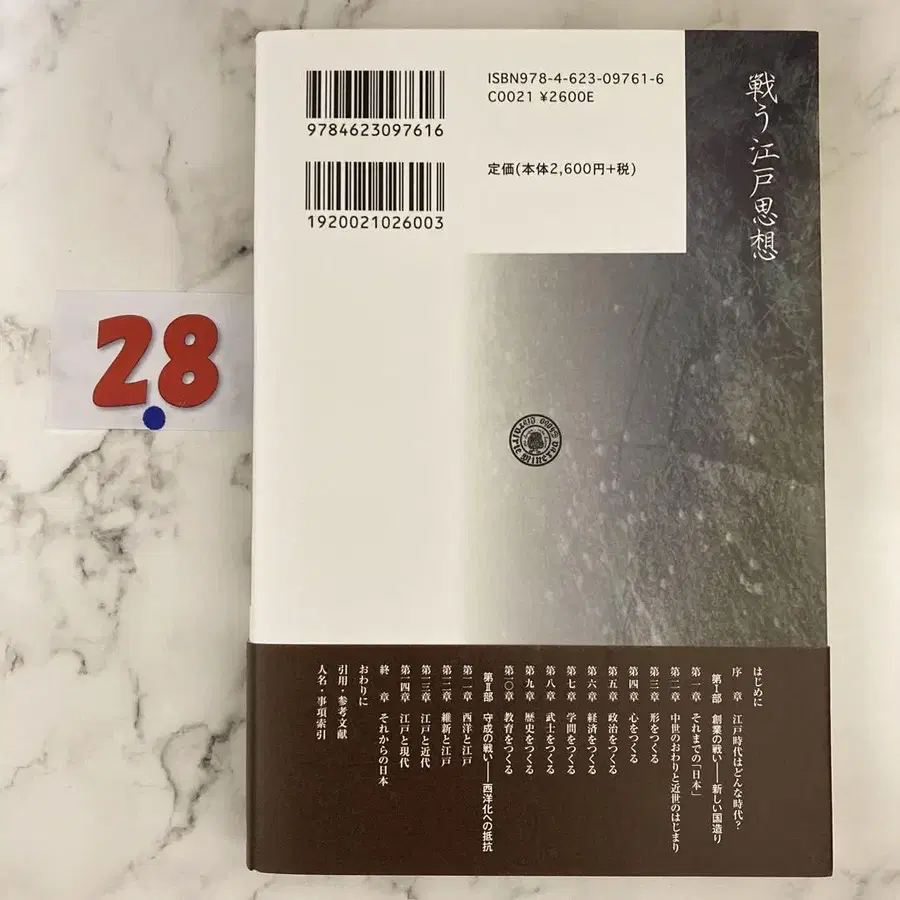 ISBN978-4-623-09761-6
C0021 ¥2600E
9784623097616
定価(本体2,600円+税)
1920021026003
戦う江戸思想
28
はじめに
序　章　江戸時代はどんな時代？
第Ⅰ部　創業の戦い──新しい国造り
第一章　それまでの「日本」
第二章　中世のおわりと近世のはじまり
第三章　形をつくる
第四章　心をつくる
第五章　政治をつくる
第六章　経済をつくる
第七章　学問をつくる
第八章　武士をつくる
第九章　歴史をつくる
第一〇章　教育をつくる
第Ⅱ部　守成の戦い──西洋化への抵抗
第一一章　西洋と江戸
第一二章　維新と江戸
第一三章　江戸と近代
第一四章　江戸と現代
終　章　それからの日本
おわりに
引用・参考文献
人名・事項索引